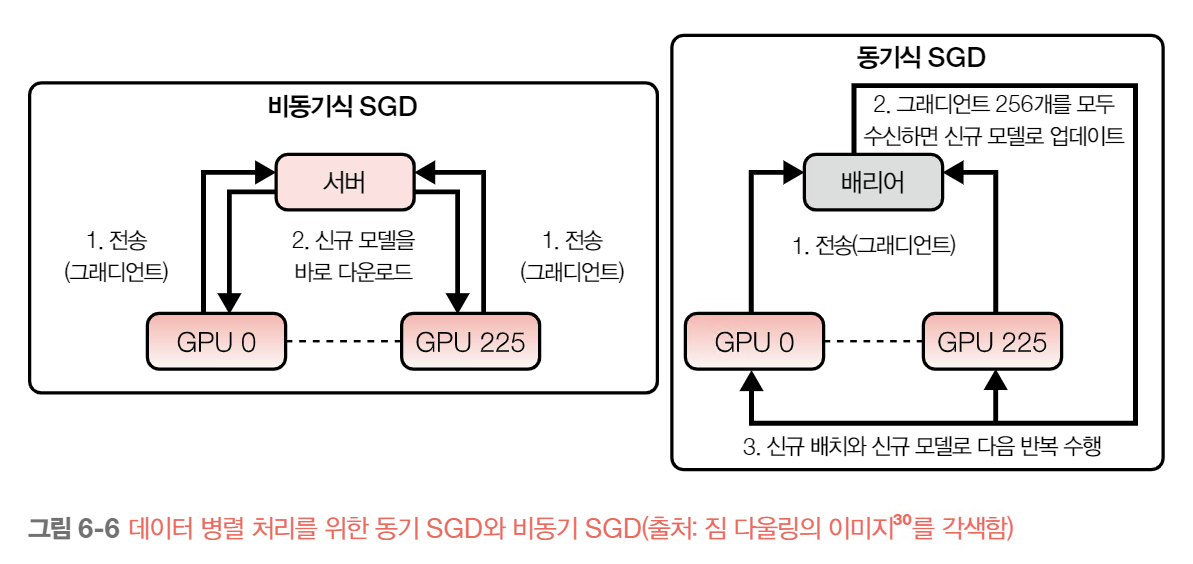 비동기식 SGD
서버
1. 전송
(그래디언트)
2. 신규 모델을
바로 다운로드
1. 전송
(그래디언트)
GPU 0
GPU 225
동기식 SGD
2. 그래디언트 256개를 모두
수신하면 신규 모델로 업데이트
배리어
1. 전송(그래디언트)
GPU 0
GPU 225
3. 신규 배치와 신규 모델로 다음 반복 수행
그림 6-6 데이터 병렬 처리를 위한 동기 SGD와 비동기 SGD(출처: 짐 다울링의 이미지³⁰를 각색함)